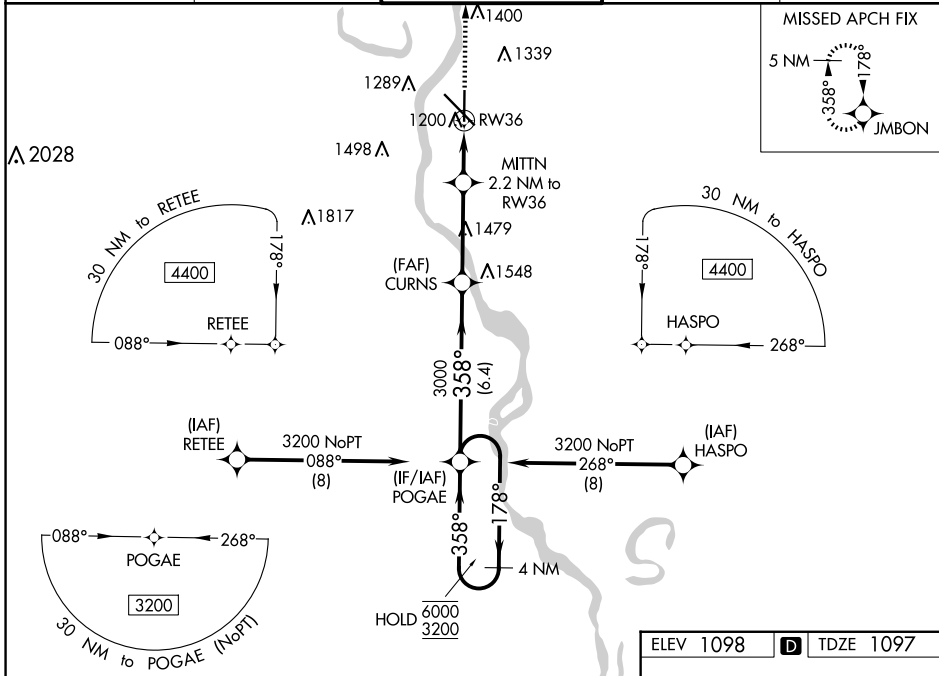 1400
1339
1289
1200 RW36
MISSED APCH FIX
5 NM
358°
178°
JMBON
2028
1498
MITTN
2.2 NM to
RW36
30 NM to RETEE
1817
178°
4400
RETEE
088°
1479
(FAF)
CURNS
1548
30 NM to HASPO
178°
4400
HASPO
268°
3000
358°
(6.4)
(IAF)
RETEE
3200 NoPT
088°
(8)
(IF/IAF)
POGAE
3200 NoPT
268°
(8)
(IAF)
HASPO
358°
178°
4 NM
HOLD 6000
3200
088°
268°
POGAE
3200
30 NM to POGAE (NoPT)
ELEV 1098 D TDZE 1097